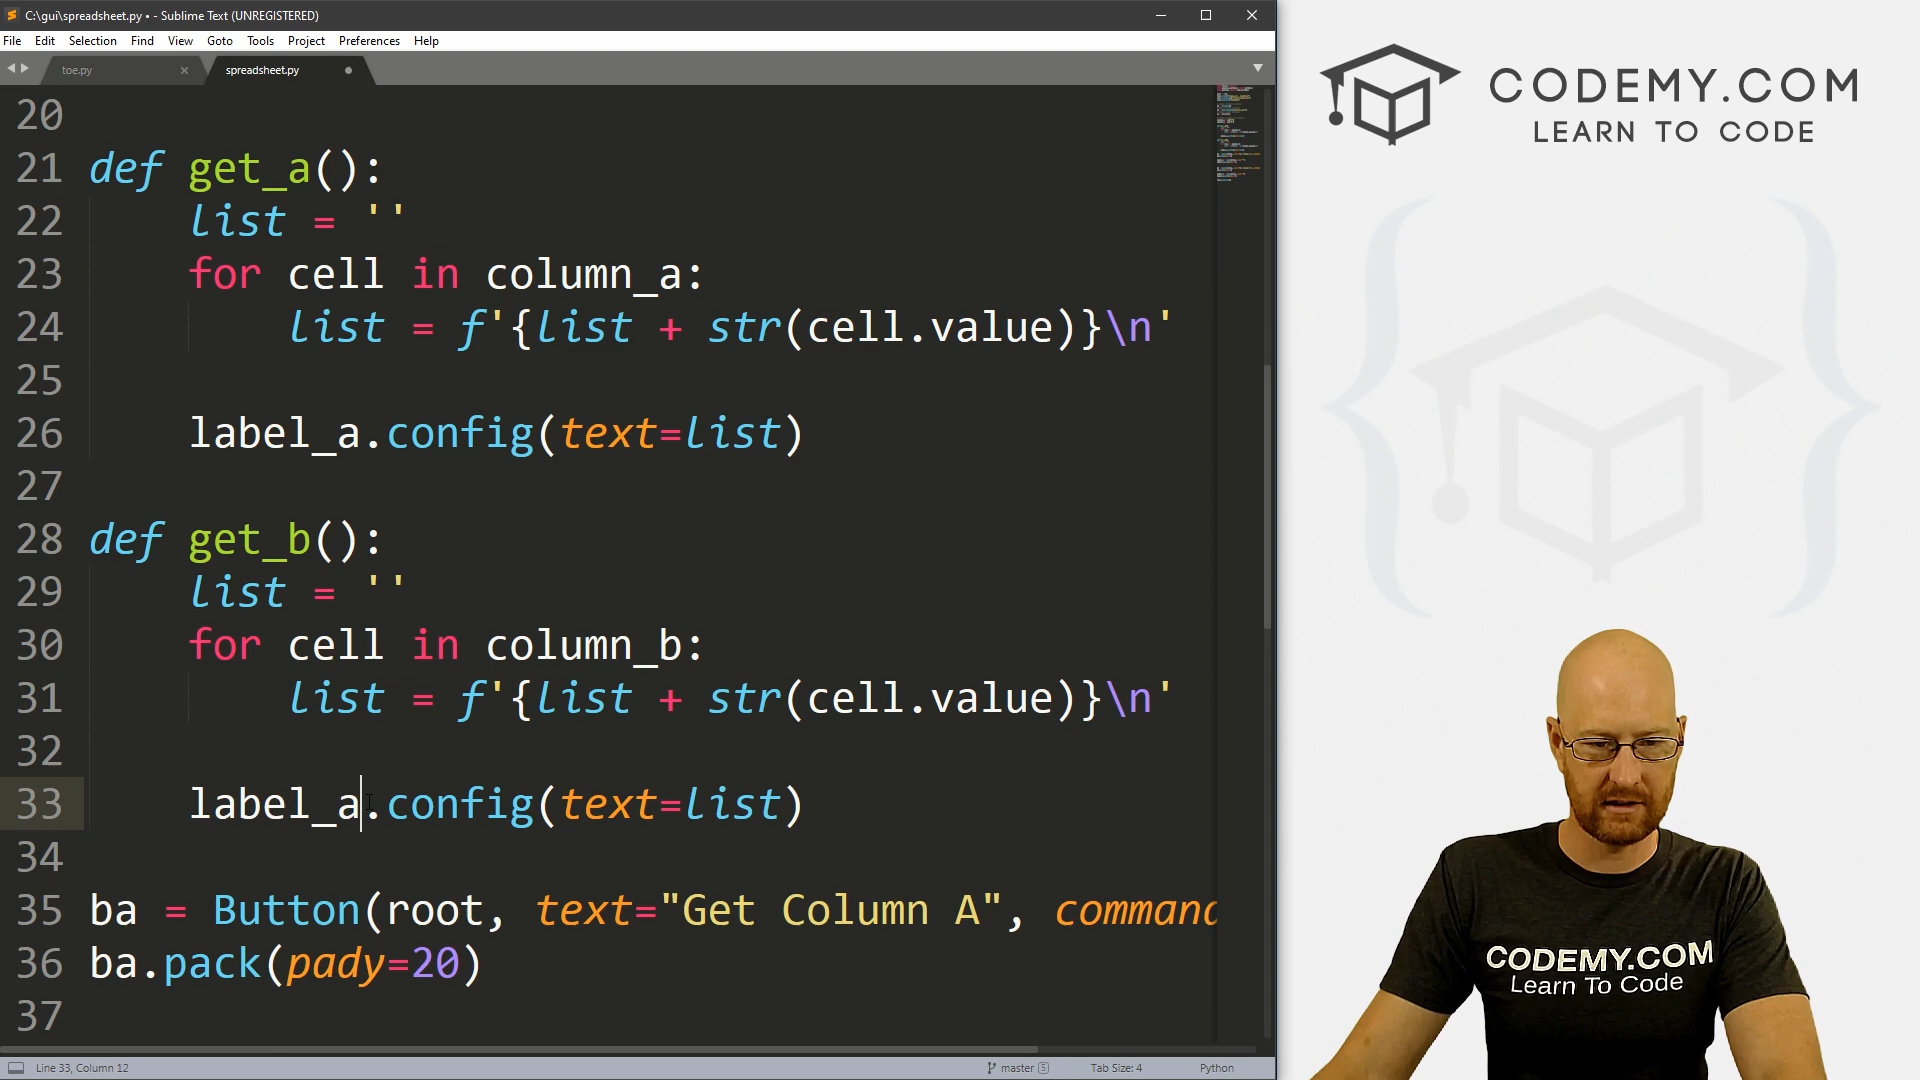 C:\gui\spreadsheet.py • - Sublime Text (UNREGISTERED)
File Edit Selection Find View Goto Tools Project Preferences Help
toe.py
spreadsheet.py
20
21 def get_a():
22 list = ''
23 for cell in column_a:
24 list = f'{list + str(cell.value)}\n'
25
26 label_a.config(text=list)
27
28 def get_b():
29 list = ''
30 for cell in column_b:
31 list = f'{list + str(cell.value)}\n'
32
33 label_a.config(text=list)
34
35 ba = Button(root, text="Get Column A", command
36 ba.pack(pady=20)
37
Line 33, Column 12
master 5
Tab Size: 4
Python
CODEMY.COM
LEARN TO CODE
CODEMY.COM
Learn To Code